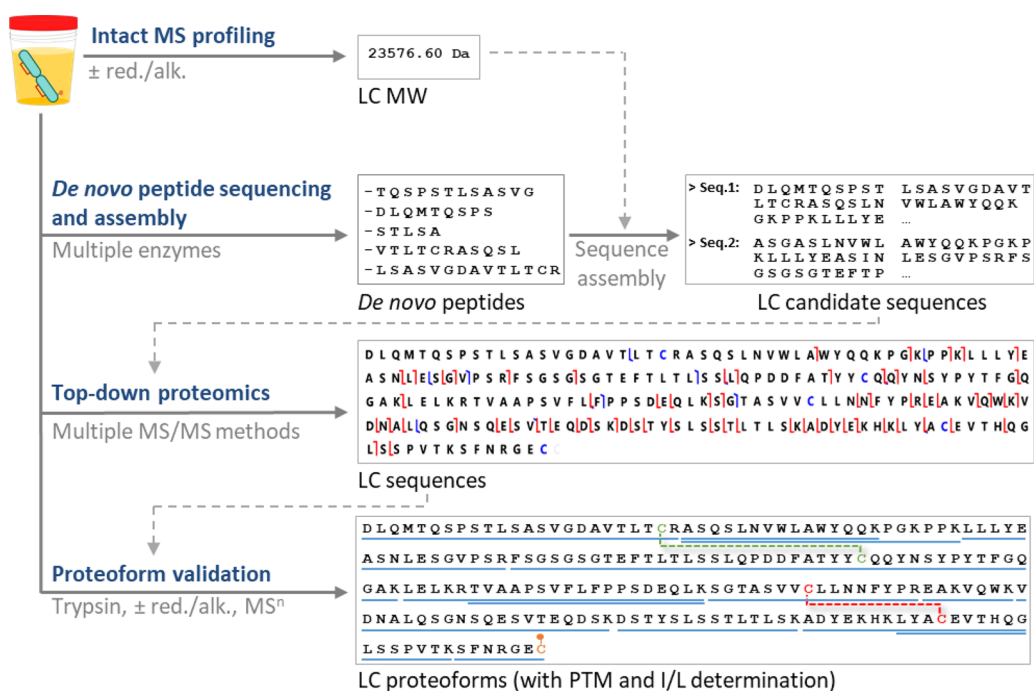 Intact MS profiling
± red./alk.
23576.60 Da
LC MW
De novo peptide sequencing
and assembly
Multiple enzymes
-TQSPSTLSASVG
-DLQMTQSPS
-STLSA
-VTLTCRASQSL
-LSASVGDAVTLTCR
De novo peptides
Sequence
assembly
> Seq.1: DLQMTQSPST LSASVGDAVT
LTCRASQSLN VWLAWYQQK
GKPPKLLLYE …
> Seq.2: ASGASLNVWL AWYQQKPGKP
KLLLYEASIN LESGVPSRFS
GSGSGTEFTP …
LC candidate sequences
Top-down proteomics
Multiple MS/MS methods
DLQMTQSPSTLSASVGDAVTLTCRASQSLNVWLAWYQQKPGKPPKLLLYE
ASNLESGVPSRFSGSGSGTEFTLTLSSLQPDDFATYYCQQYNSYPYTFGQ
GAKLELKRTVAAPSVFLFPPSDEQLKSGTASVVCLLNNFYPREAKVQWKV
DNALQSGNSQESVTEQDSKDSTYSLSSTLTLSKADYEKHKLYACEVTHQG
LSSPVTKSFNRGEC C
LC sequences
Proteoform validation
Trypsin, ± red./alk., MSⁿ
DLQMTQSPSTLSASVGDAVTLTCRASQSLNVWLAWYQQKPGKPPKLLLYE
ASNLESGVPSRFSGSGSGTEFTLTLSSLQPDDFATYYCQQYNSYPYTFGQ
GAKLELKRTVAAPSVFLFPPSDEQLKSGTASVVCLLNNFYPREAKVQWKV
DNALQSGNSQESVTEQDSKDSTYSLSSTLTLSKADYEKHKLYACEVTHQG
LSSPVTKSFNRGEC
LC proteoforms (with PTM and I/L determination)